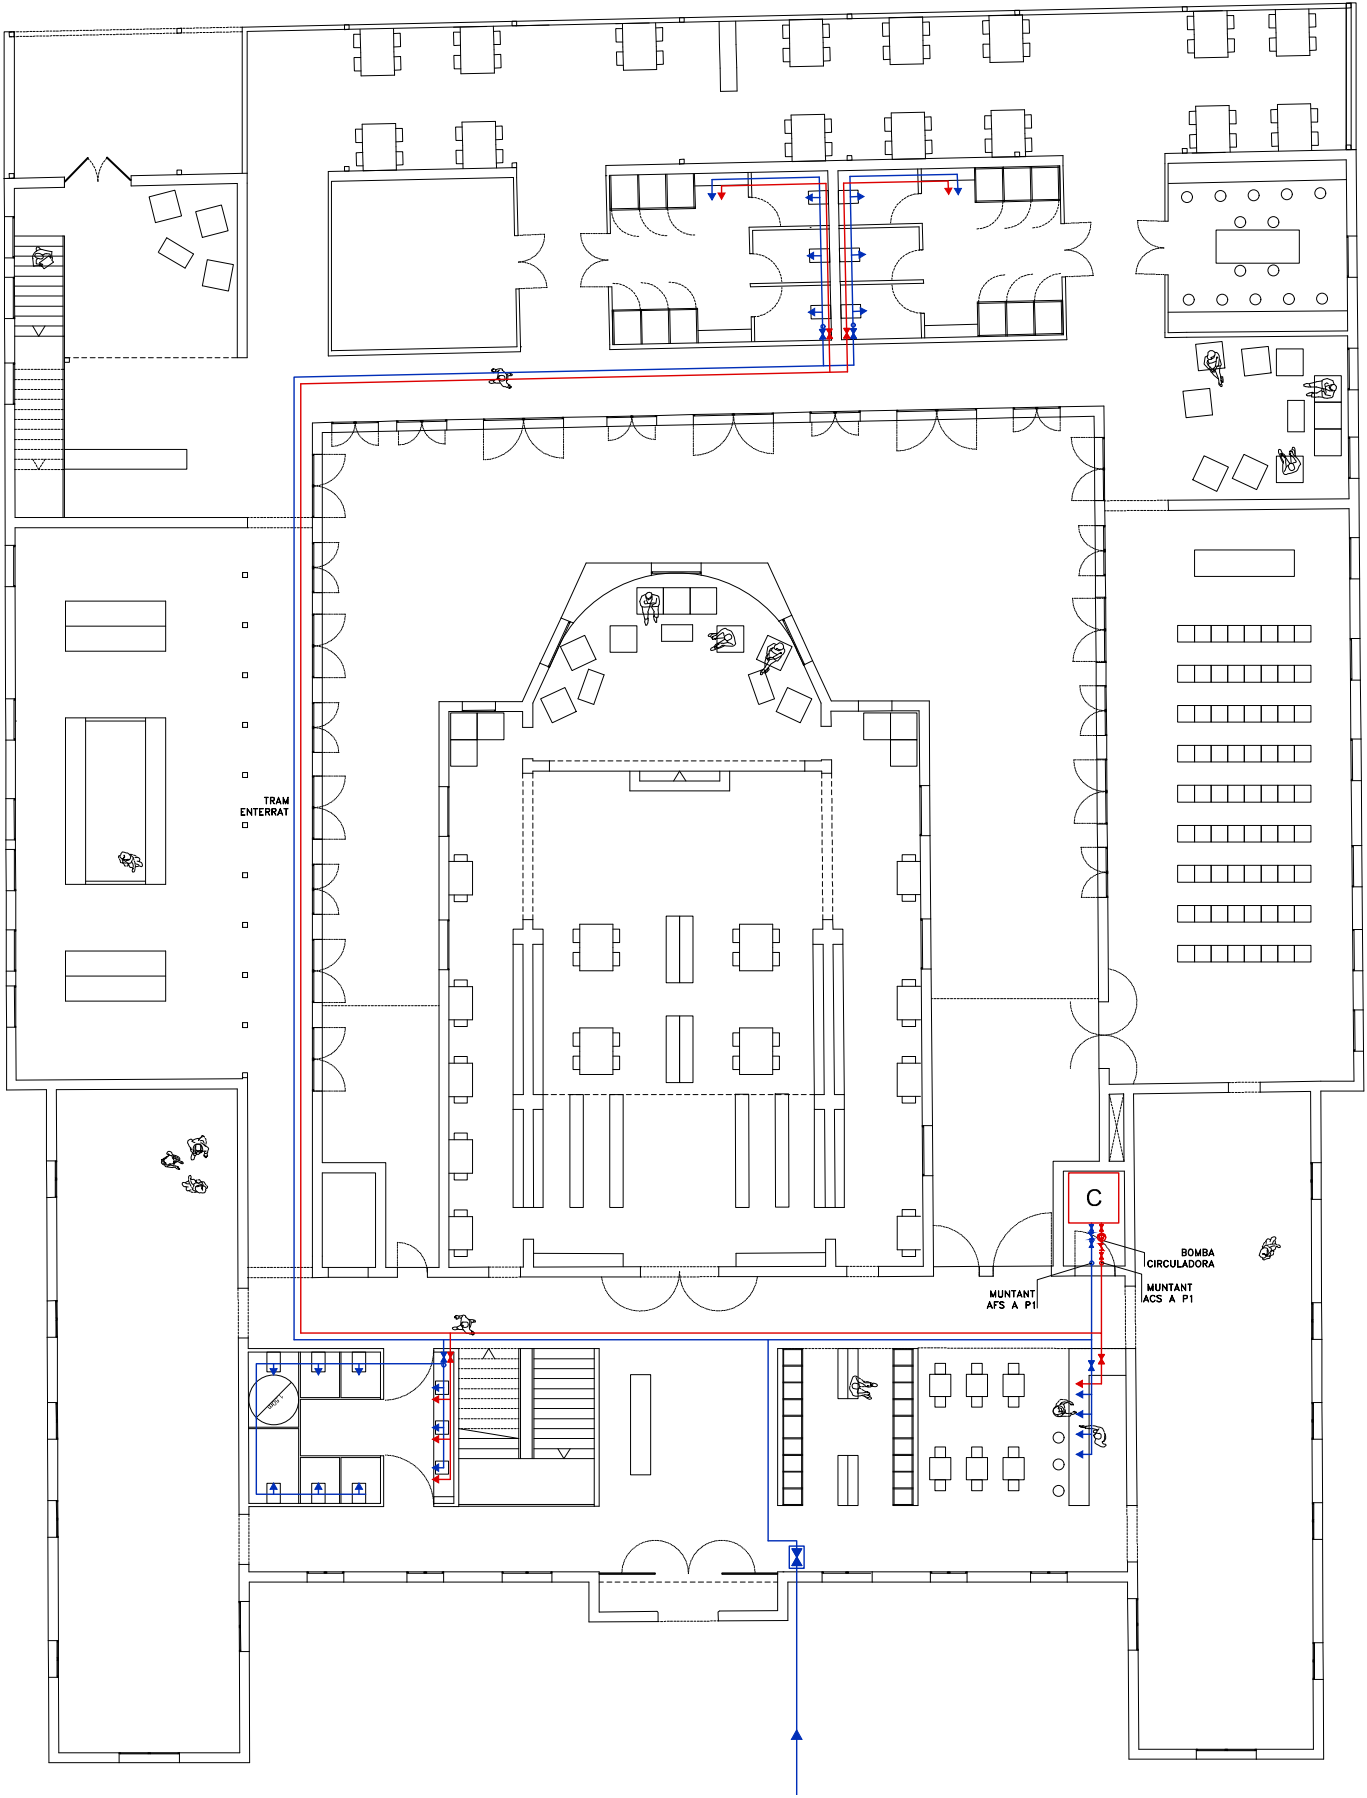 TRAM
ENTERRAT
C
BOMBA
CIRCULADORA
MUNTANT
AFS A P1
MUNTANT
ACS A P1